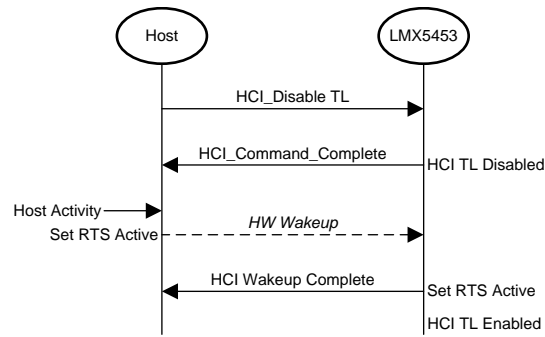 Host
LMX5453
HCI_Disable TL
HCI_Command_Complete
HCI TL Disabled
Host Activity
Set RTS Active
HW Wakeup
HCI Wakeup Complete
Set RTS Active
HCI TL Enabled